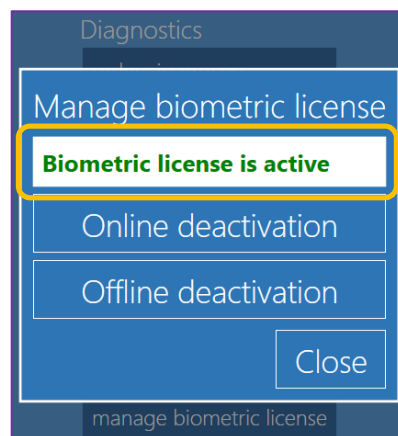 Diagnostics
Manage biometric license
Biometric license is active
Online deactivation
Offline deactivation
Close
manage biometric license